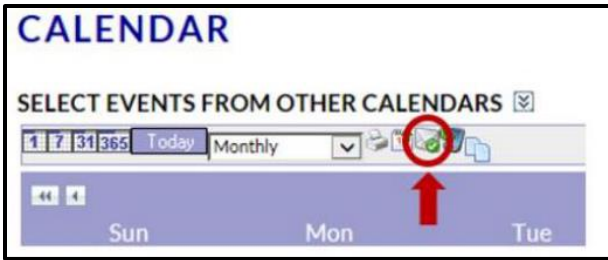 CALENDAR
SELECT EVENTS FROM OTHER CALENDARS
1 7 31 365 Today Monthly
Sun Mon Tue